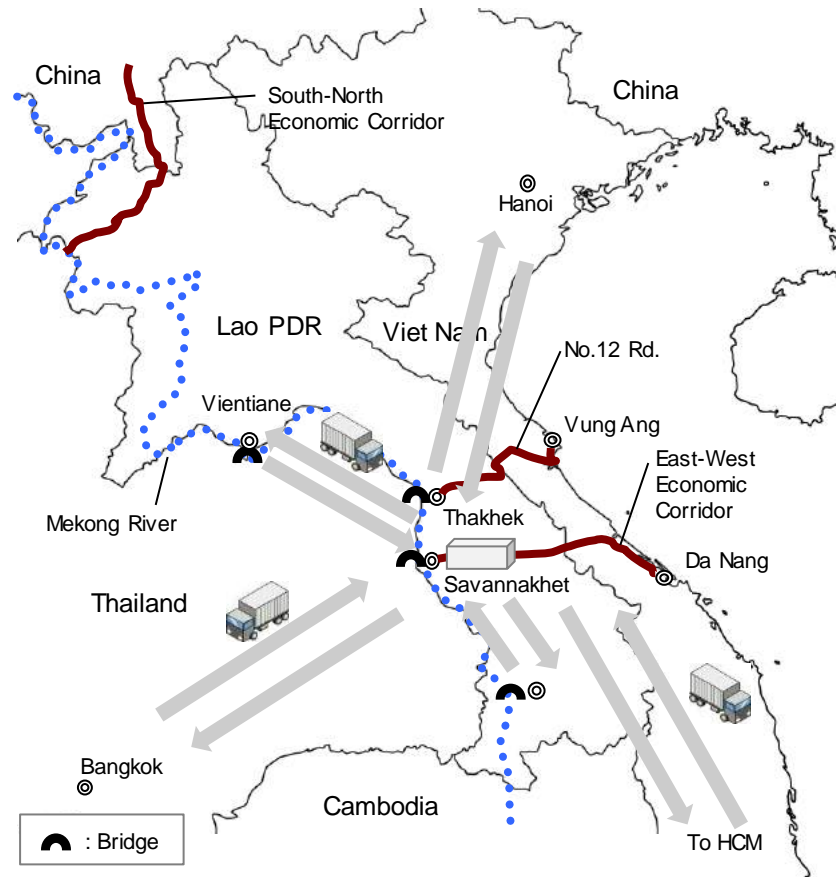 China
South-North
Economic Corridor
China
Hanoi
Lao PDR
Viet Nam
No.12 Rd.
Vientiane
Vung Ang
East-West
Economic
Corridor
Mekong River
Thakhek
Da Nang
Savannakhet
Thailand
Bangkok
Cambodia
To HCM
: Bridge